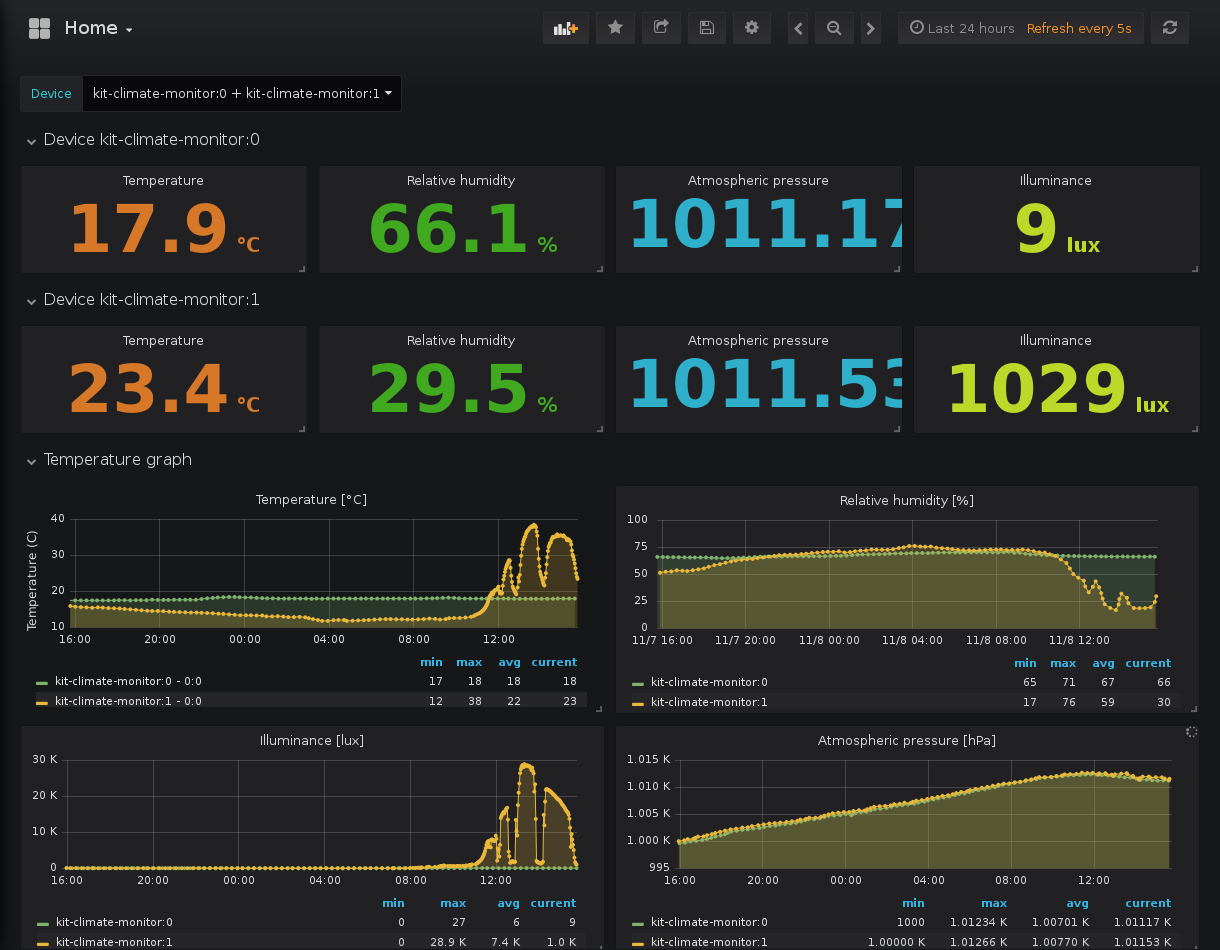 Home
Last 24 hours Refresh every 5s
Device kit-climate-monitor:0 + kit-climate-monitor:1
Device kit-climate-monitor:0
Temperature Relative humidity Atmospheric pressure Illuminance
17.9 °C 66.1 % 1011.17 9 lux
Device kit-climate-monitor:1
Temperature Relative humidity Atmospheric pressure Illuminance
23.4 °C 29.5 % 1011.53 1029 lux
Temperature graph
Temperature [°C]
Temperature (C)
40
30
20
10
16:00 20:00 00:00 04:00 08:00 12:00
min max avg current
kit-climate-monitor:0 - 0:0 17 18 18 18
kit-climate-monitor:1 - 0:0 12 38 22 23
Relative humidity [%]
100
75
50
25
0
11/7 16:00 11/7 20:00 11/8 00:00 11/8 04:00 11/8 08:00 11/8 12:00
min max avg current
kit-climate-monitor:0 65 71 67 66
kit-climate-monitor:1 17 76 59 30
Illuminance [lux]
30 K
20 K
10 K
0
16:00 20:00 00:00 04:00 08:00 12:00
min max avg current
kit-climate-monitor:0 0 27 6 9
kit-climate-monitor:1 0 28.9 K 7.4 K 1.0 K
Atmospheric pressure [hPa]
1.015 K
1.010 K
1.005 K
1.000 K
995
16:00 20:00 00:00 04:00 08:00 12:00
min max avg current
kit-climate-monitor:0 1000 1.01234 K 1.00701 K 1.01117 K
kit-climate-monitor:1 1.00000 K 1.01266 K 1.00770 K 1.01153 K